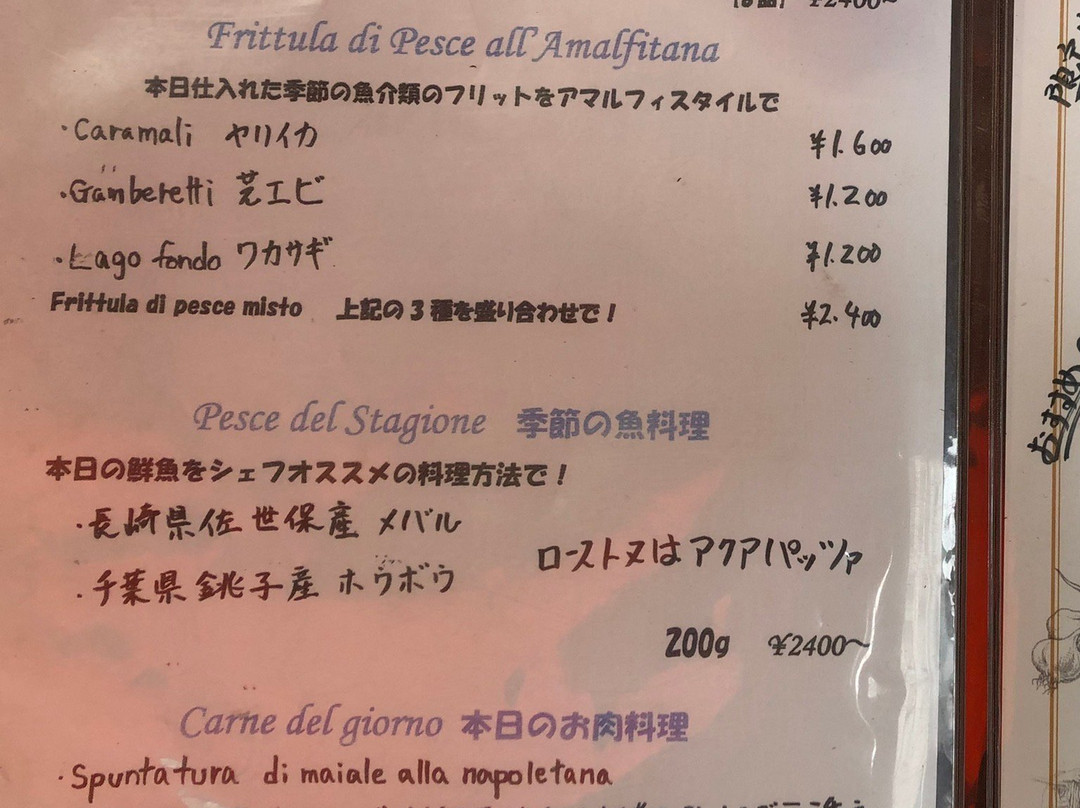 ¥2400~
Frittula di Pesce all'Amalfitana
本日仕入れた季節の魚介類のフリットをアマルフィスタイルで
・Caramali ヤリイカ ¥1.600
・Ganberetti 芝エビ ¥1.200
・Lago fondo ワカサギ ¥1.200
Frittula di pesce misto 上記の3種を盛り合わせで！ ¥2.400
Pesce del Stagione 季節の魚料理
本日の鮮魚をシェフオススメの料理方法で！
・長崎県佐世保産 メバル
ロースト又はアクアパッツァ
・千葉県銚子産 ホウボウ
200g ¥2400~
Carne del giorno 本日のお肉料理
・Spuntatura di maiale alla napoletana
おすすめ